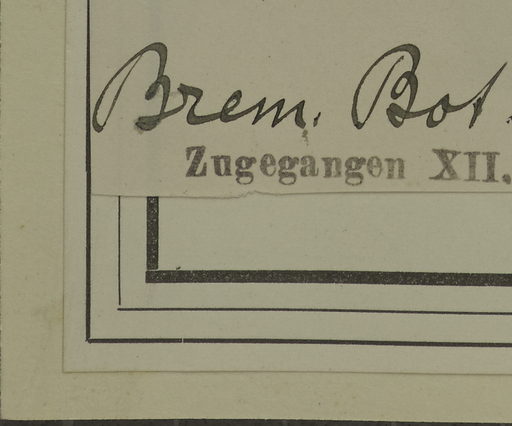 Brem. Bot.
Zugegangen XII.